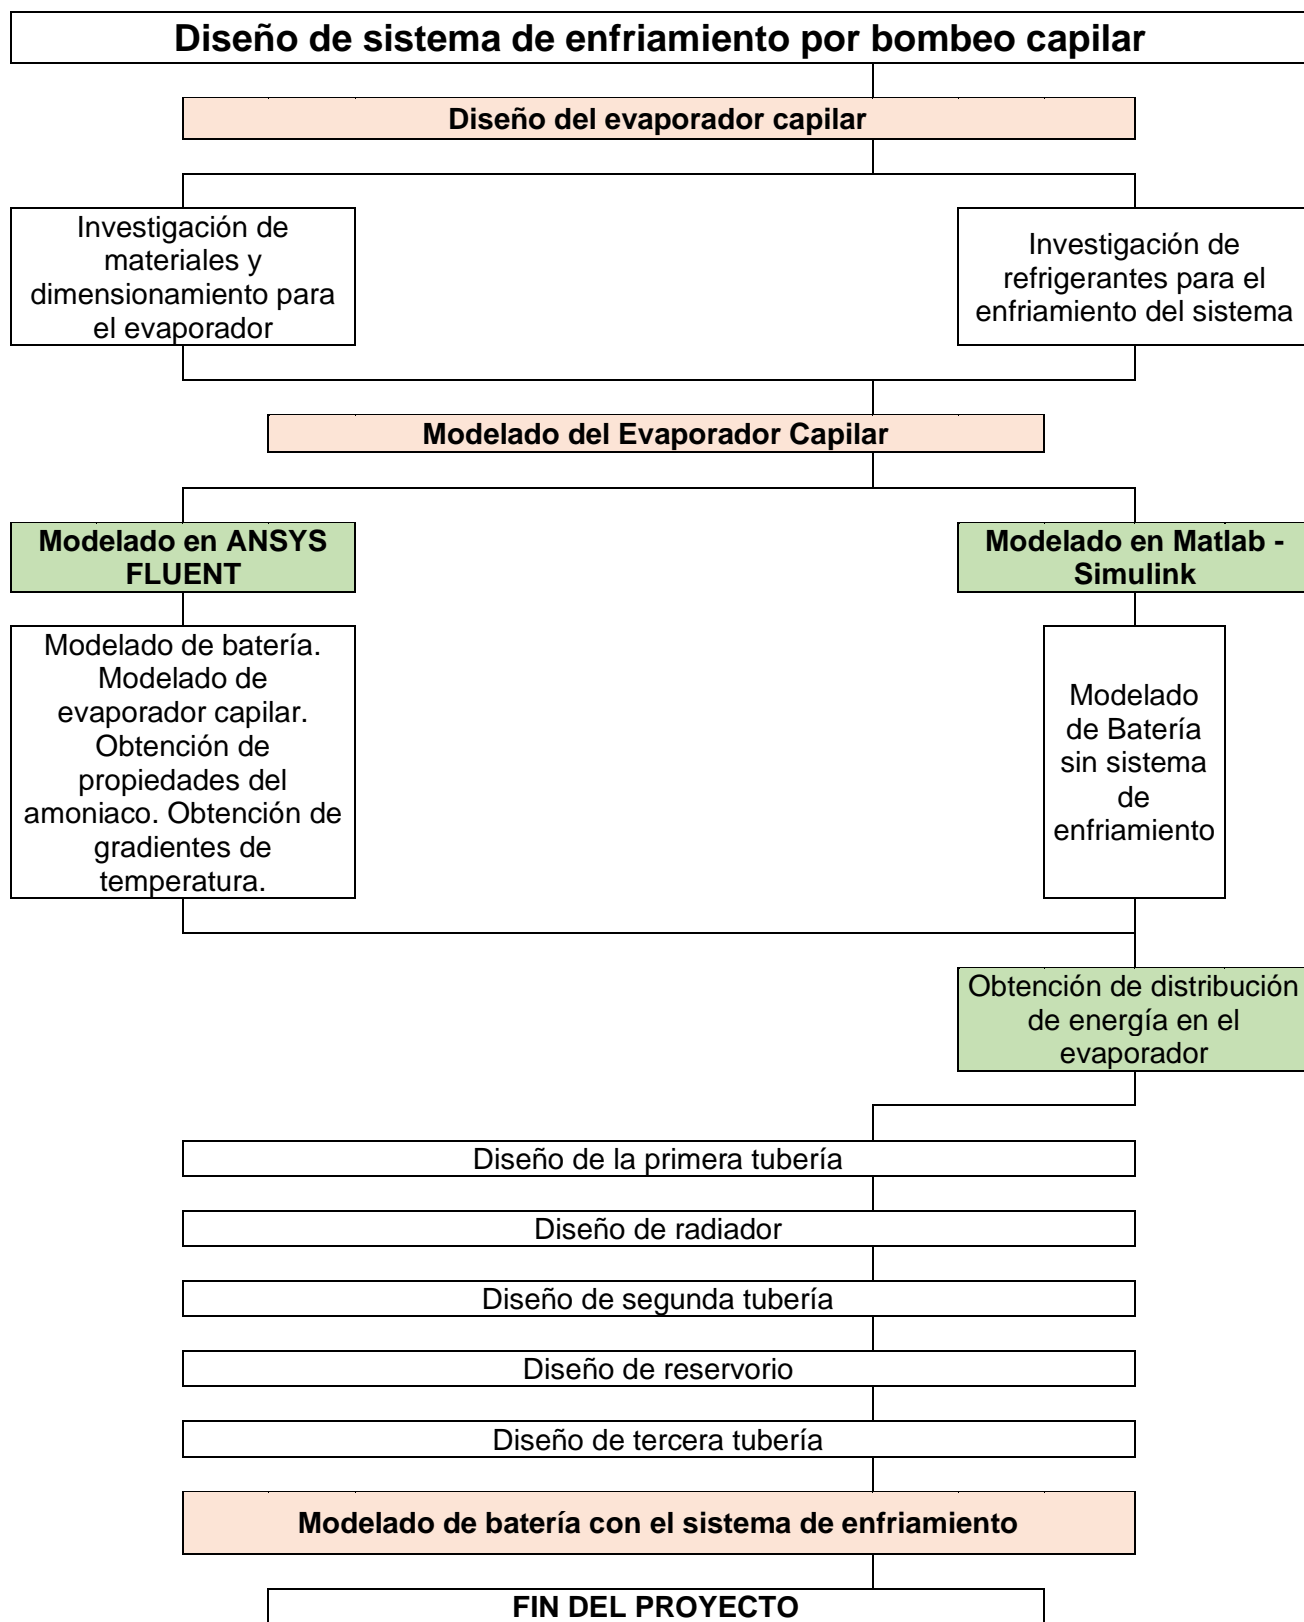 Diseño de sistema de enfriamiento por bombeo capilar
Diseño del evaporador capilar
Investigación de
materiales y
dimensionamiento para
el evaporador
Investigación de
refrigerantes para el
enfriamiento del sistema
Modelado del Evaporador Capilar
Modelado en ANSYS
FLUENT
Modelado en Matlab -
Simulink
Modelado de batería.
Modelado de
evaporador capilar.
Obtención de
propiedades del
amoniaco. Obtención de
gradientes de
temperatura.
Modelado
de Batería
sin sistema
de
enfriamiento
Obtención de distribución
de energía en el
evaporador
Diseño de la primera tubería
Diseño de radiador
Diseño de segunda tubería
Diseño de reservorio
Diseño de tercera tubería
Modelado de batería con el sistema de enfriamiento
FIN DEL PROYECTO